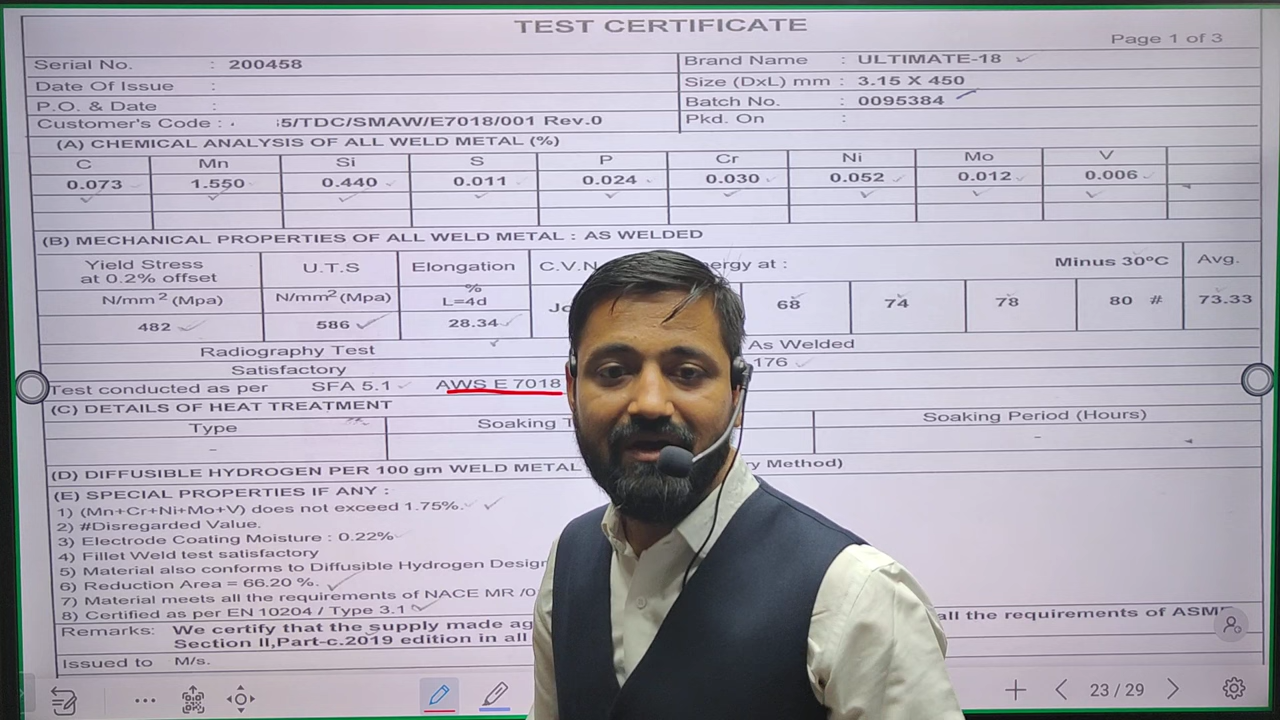 TEST CERTIFICATE
Page 1 of 3
Serial No. : 200458
Brand Name : ULTIMATE-18
Date Of Issue :
Size (DxL) mm : 3.15 X 450
P.O. & Date :
Batch No. : 0095384
Customer's Code : 5/TDC/SMAW/E7018/001 Rev.0
Pkd. On :
(A) CHEMICAL ANALYSIS OF ALL WELD METAL (%)
C Mn Si S P Cr Ni Mo V
0.073 1.550 0.440 0.011 0.024 0.030 0.052 0.012 0.006
(B) MECHANICAL PROPERTIES OF ALL WELD METAL : AS WELDED
Yield Stress at 0.2% offset U.T.S Elongation % L=4d C.V.N at : Minus 30°C Avg.
N/mm² (Mpa) N/mm² (Mpa) 68 74 78 80 # 73.33
482 586 28.34
Radiography Test As Welded
Satisfactory 176
Test conducted as per SFA 5.1 AWS E 7018
(C) DETAILS OF HEAT TREATMENT
Type Soaking Soaking Period (Hours)
- -
(D) DIFFUSIBLE HYDROGEN PER 100 gm WELD METAL Method)
(E) SPECIAL PROPERTIES IF ANY :
1) (Mn+Cr+Ni+Mo+V) does not exceed 1.75%.
2) #Disregarded Value.
3) Electrode Coating Moisture : 0.22%
4) Fillet Weld test satisfactory
5) Material also conforms to Diffusible Hydrogen
6) Reduction Area = 66.20 %.
7) Material meets all the requirements of NACE MR
8) Certified as per EN 10204 / Type 3.1
Remarks: We certify that the supply made all the requirements of
Section II,Part-c.2019 edition in all
Issued to M/s.
23 / 29